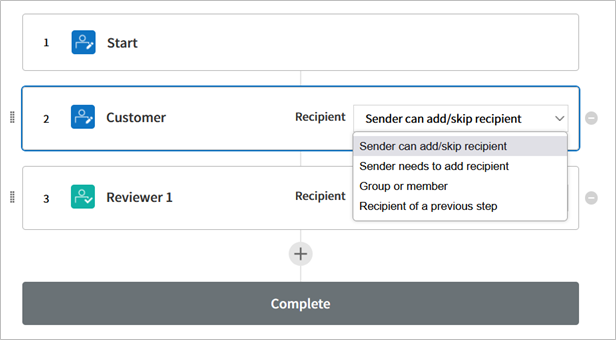 1 Start
2 Customer Recipient Sender can add/skip recipient
Sender can add/skip recipient
Sender needs to add recipient
Group or member
Recipient of a previous step
3 Reviewer 1 Recipient
Complete